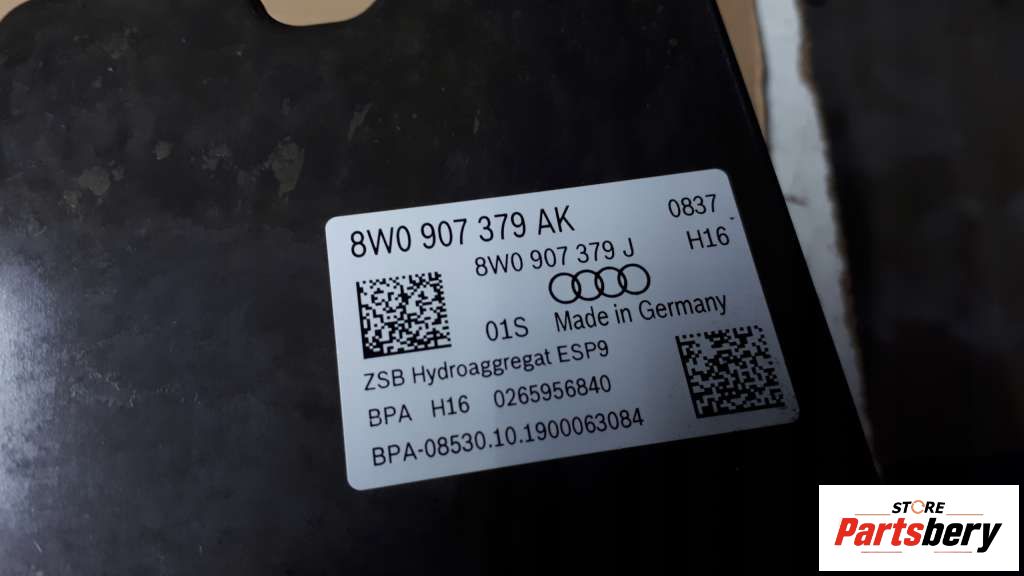 8W0 907 379 AK
0837
8W0 907 379 J
H16
01S
Made in Germany
ZSB Hydroaggregat ESP9
BPA H16 0265956840
BPA-08530.10.1900063084
STORE
Partsbery